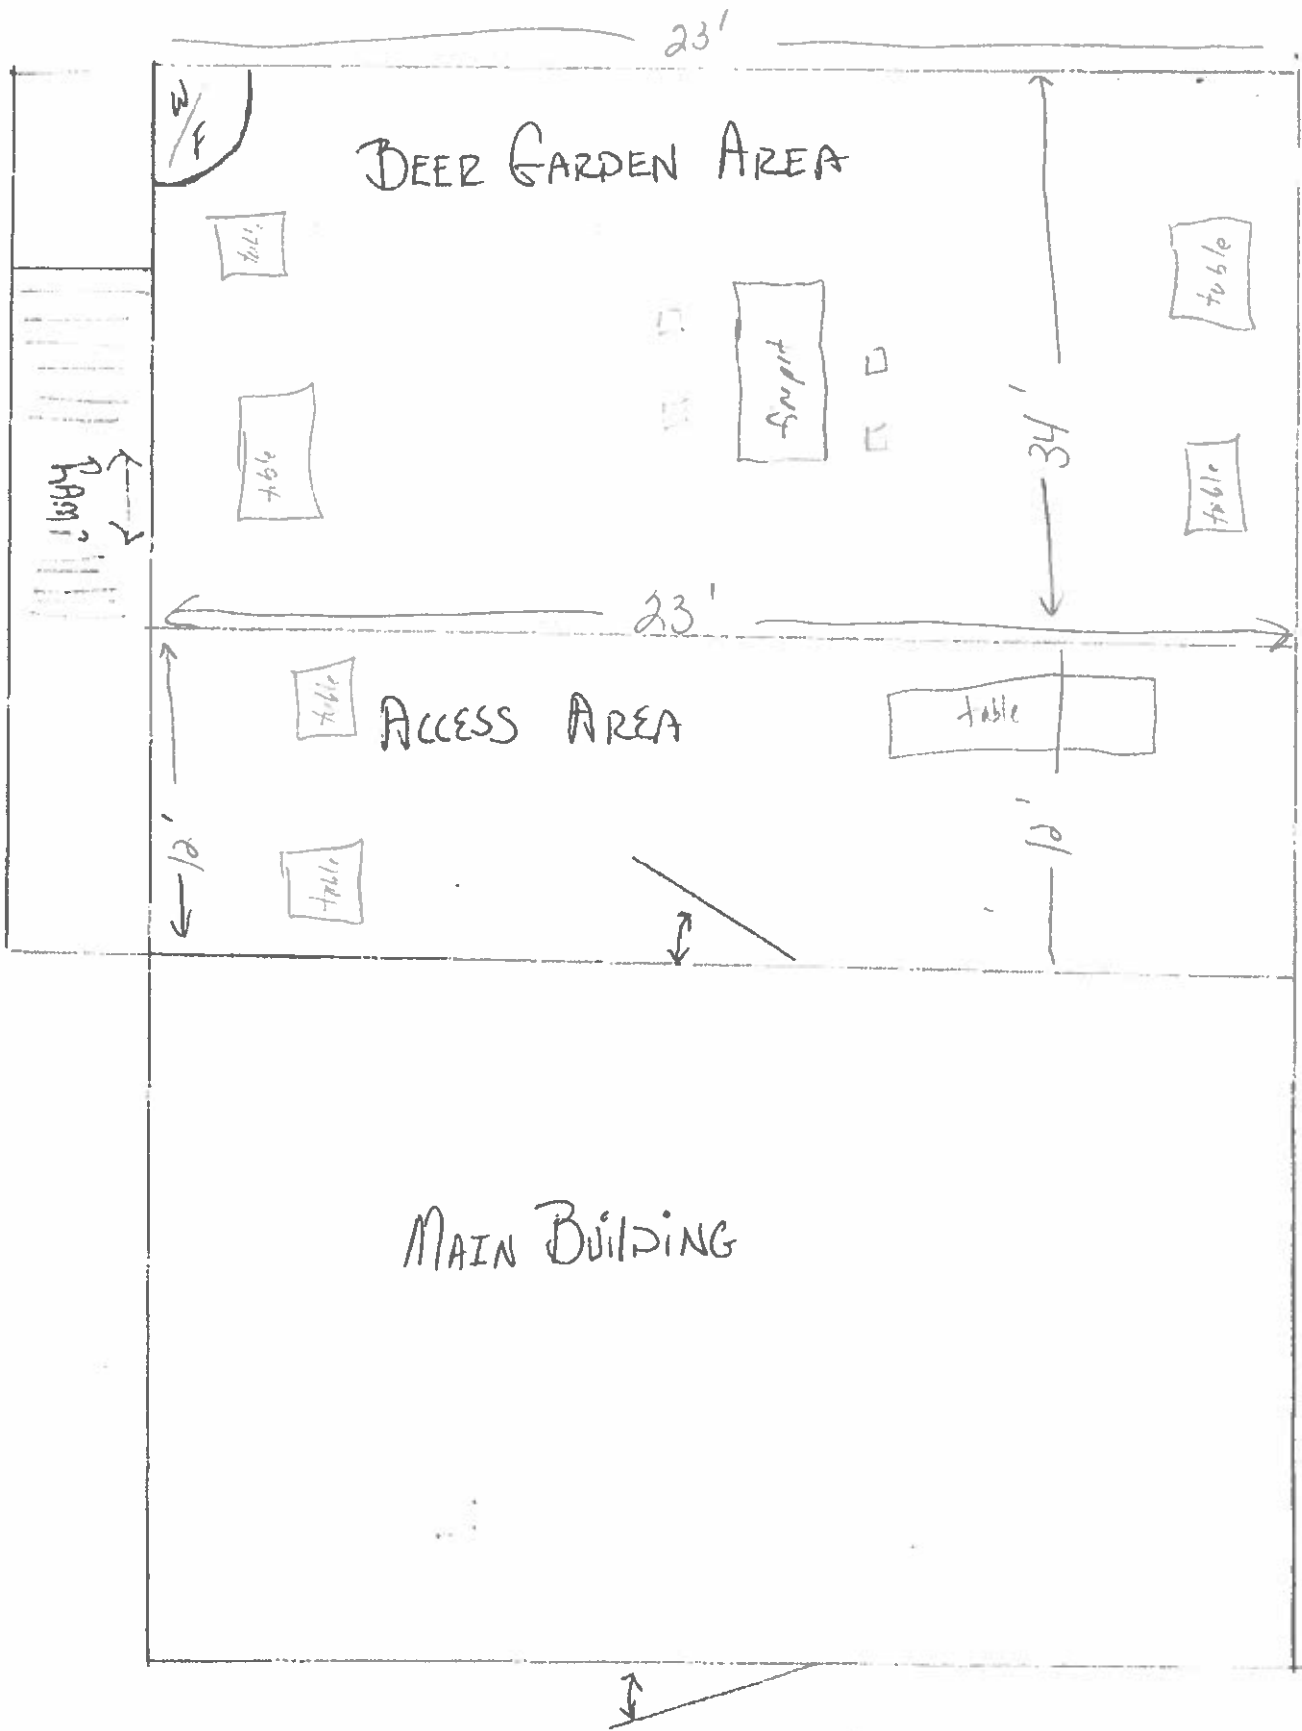 23'
W/F
BEER GARDEN AREA
table
table
firepit
table
34'
table
table
RAMP
23'
table
ACCESS AREA
table
12'
12'
table
MAIN BUILDING